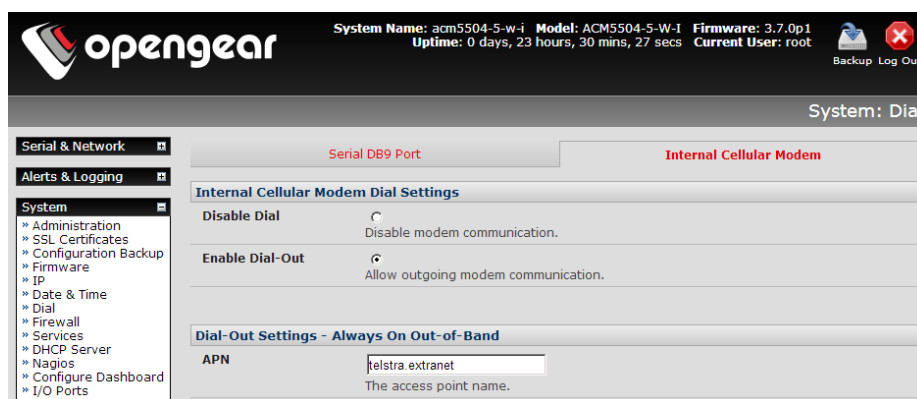 opengear
System Name: acm5504-5-w-i Model: ACM5504-5-W-I Firmware: 3.7.0p1
Uptime: 0 days, 23 hours, 30 mins, 27 secs Current User: root
Backup Log Ou
System: Dia
Serial & Network
Alerts & Logging
System
» Administration
» SSL Certificates
» Configuration Backup
» Firmware
» IP
» Date & Time
» Dial
» Firewall
» Services
» DHCP Server
» Nagios
» Configure Dashboard
» I/O Ports
Serial DB9 Port
Internal Cellular Modem
Internal Cellular Modem Dial Settings
Disable Dial
Disable modem communication.
Enable Dial-Out
Allow outgoing modem communication.
Dial-Out Settings - Always On Out-of-Band
APN
telstra.extranet
The access point name.